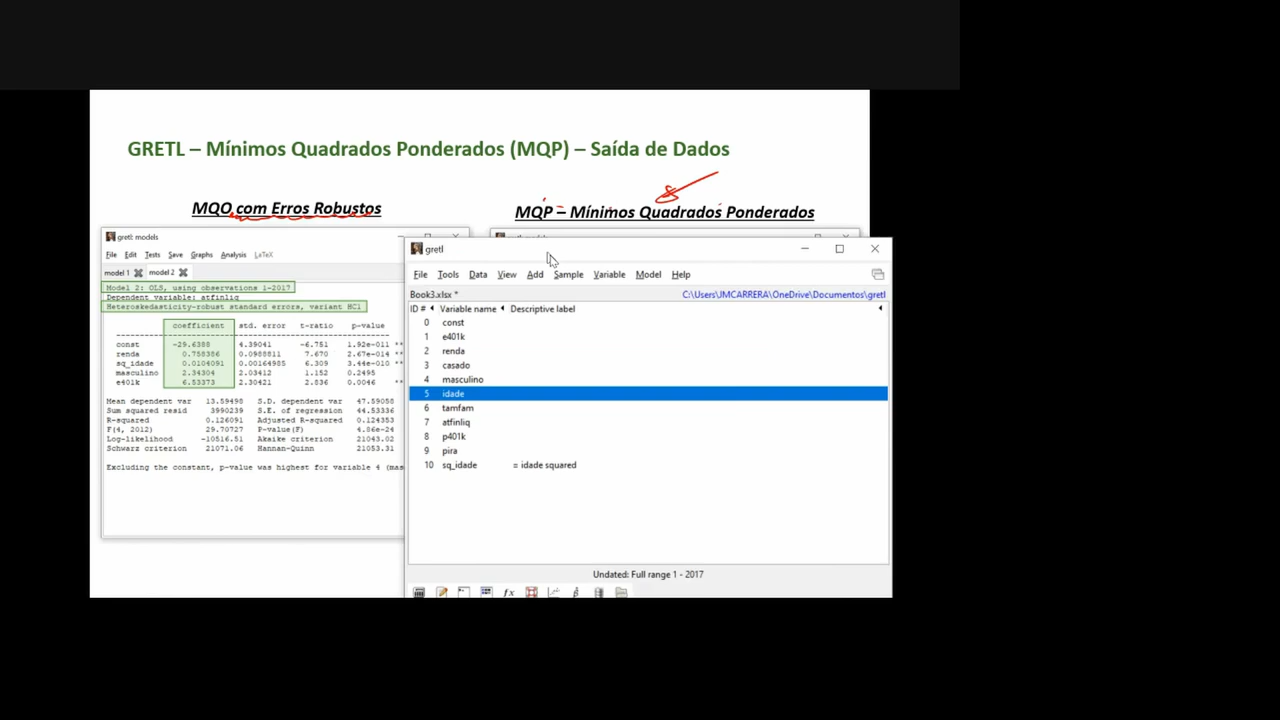 GRETL – Mínimos Quadrados Ponderados (MQP) – Saída de Dados
MQO com Erros Robustos
MQP – Mínimos Quadrados Ponderados
gretl: models
File Edit Tests Save Graphs Analysis LaTeX
model 1 model 2
Model 2: OLS, using observations 1-2017
Dependent variable: atfinliq
Heteroskedasticity-robust standard errors, variant HC1
coefficient std. error t-ratio p-value
const -29.6388 4.39041 -6.751 1.92e-011 **
renda 0.758386 0.0988811 7.670 2.67e-014 **
sq_idade 0.0104091 0.00164985 6.309 3.44e-010 **
masculino 2.34304 2.03412 1.152 0.2495
e401k 6.53373 2.30421 2.836 0.0046 **
Mean dependent var 13.59498 S.D. dependent var 47.59058
Sum squared resid 3990239 S.E. of regression 44.53336
R-squared 0.126091 Adjusted R-squared 0.124353
F(4, 2012) 29.70727 P-value(F) 4.86e-24
Log-likelihood -10516.51 Akaike criterion 21043.02
Schwarz criterion 21071.06 Hannan-Quinn 21053.31
Excluding the constant, p-value was highest for variable 4 (mas
gretl
File Tools Data View Add Sample Variable Model Help
Book3.xlsx * C:\Users\JMCARRERA\OneDrive\Documentos\gretl
ID # Variable name Descriptive label
0 const
1 e401k
2 renda
3 casado
4 masculino
5 idade
6 tamfam
7 atfinliq
8 p401k
9 pira
10 sq_idade = idade squared
Undated: Full range 1 - 2017